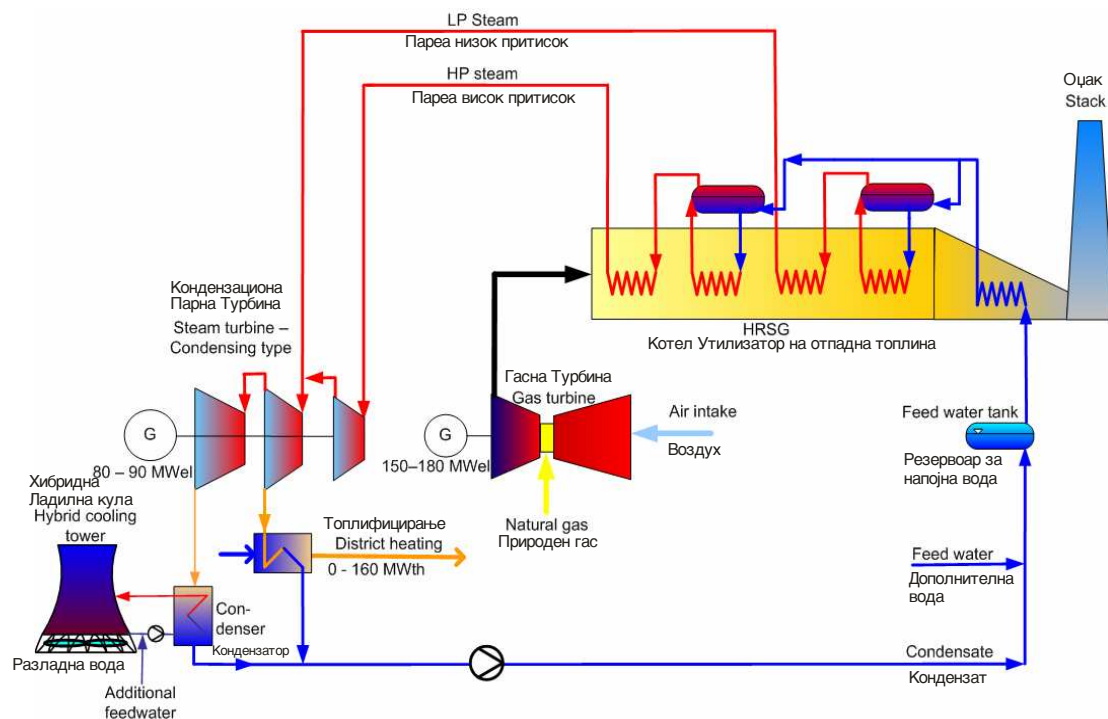 LP Steam
Пареа низок притисок
HP steam
Пареа висок притисок
Оџак
Stack
Кондензациона
Парна Турбина
Steam turbine –
Condensing type
HRSG
Котел Утилизатор на отпадна топлина
Гасна Турбина
Gas turbine
Air intake
Воздух
Feed water tank
Резервоар за
напојна вода
G
80 – 90 MWel
G
150–180 MWel
Хибридна
Ладилна кула
Hybrid cooling
tower
Топлифицирање
District heating
0 - 160 MWth
Natural gas
Природен гас
Feed water
Дополнителна
вода
Con-
denser
Кондензатор
Разладна вода
Additional
feedwater
Condensate
Кондензат